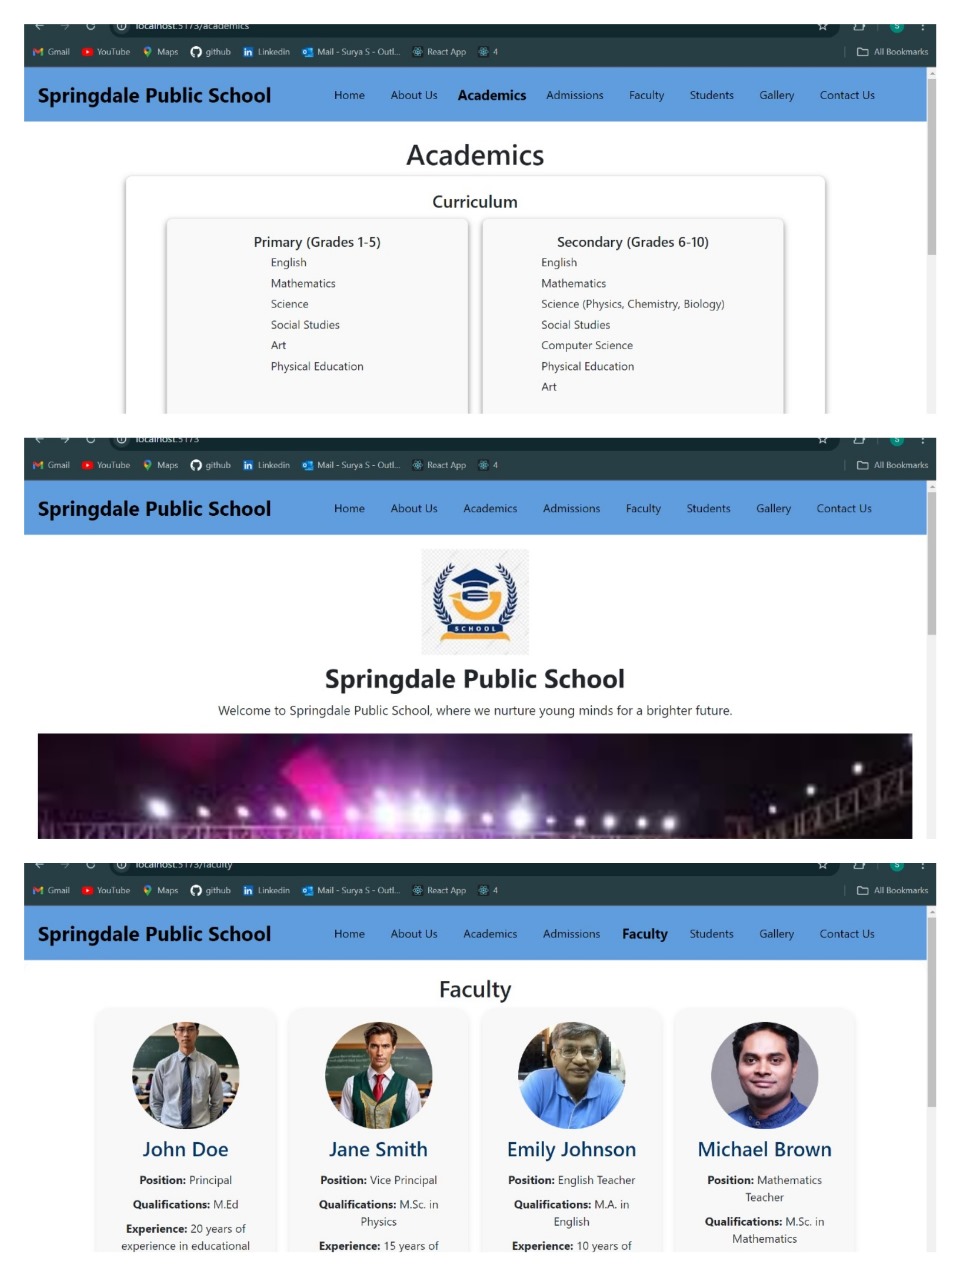 localhost:5173/academics
Gmail YouTube Maps github Linkedin Mail - Surya S - Outl... React App 4 All Bookmarks
Springdale Public School Home About Us Academics Admissions Faculty Students Gallery Contact Us
Academics
Curriculum
Primary (Grades 1-5)
English
Mathematics
Science
Social Studies
Art
Physical Education
Secondary (Grades 6-10)
English
Mathematics
Science (Physics, Chemistry, Biology)
Social Studies
Computer Science
Physical Education
Art
localhost:5173
Gmail YouTube Maps github Linkedin Mail - Surya S - Outl... React App 4 All Bookmarks
Springdale Public School Home About Us Academics Admissions Faculty Students Gallery Contact Us
SCHOOL
Springdale Public School
Welcome to Springdale Public School, where we nurture young minds for a brighter future.
localhost:5173/faculty
Gmail YouTube Maps github Linkedin Mail - Surya S - Outl... React App 4 All Bookmarks
Springdale Public School Home About Us Academics Admissions Faculty Students Gallery Contact Us
Faculty
John Doe
Position: Principal
Qualifications: M.Ed
Experience: 20 years of
experience in educational
Jane Smith
Position: Vice Principal
Qualifications: M.Sc. in
Physics
Experience: 15 years of
Emily Johnson
Position: English Teacher
Qualifications: M.A. in
English
Experience: 10 years of
Michael Brown
Position: Mathematics
Teacher
Qualifications: M.Sc. in
Mathematics